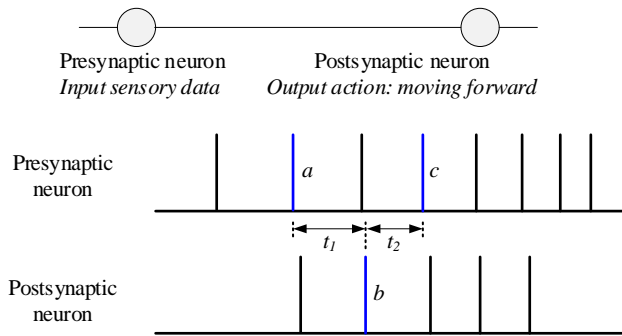 Presynaptic neuron
Input sensory data
Postsynaptic neuron
Output action: moving forward
Presynaptic
neuron
a
c
t1
t2
Postsynaptic
neuron
b